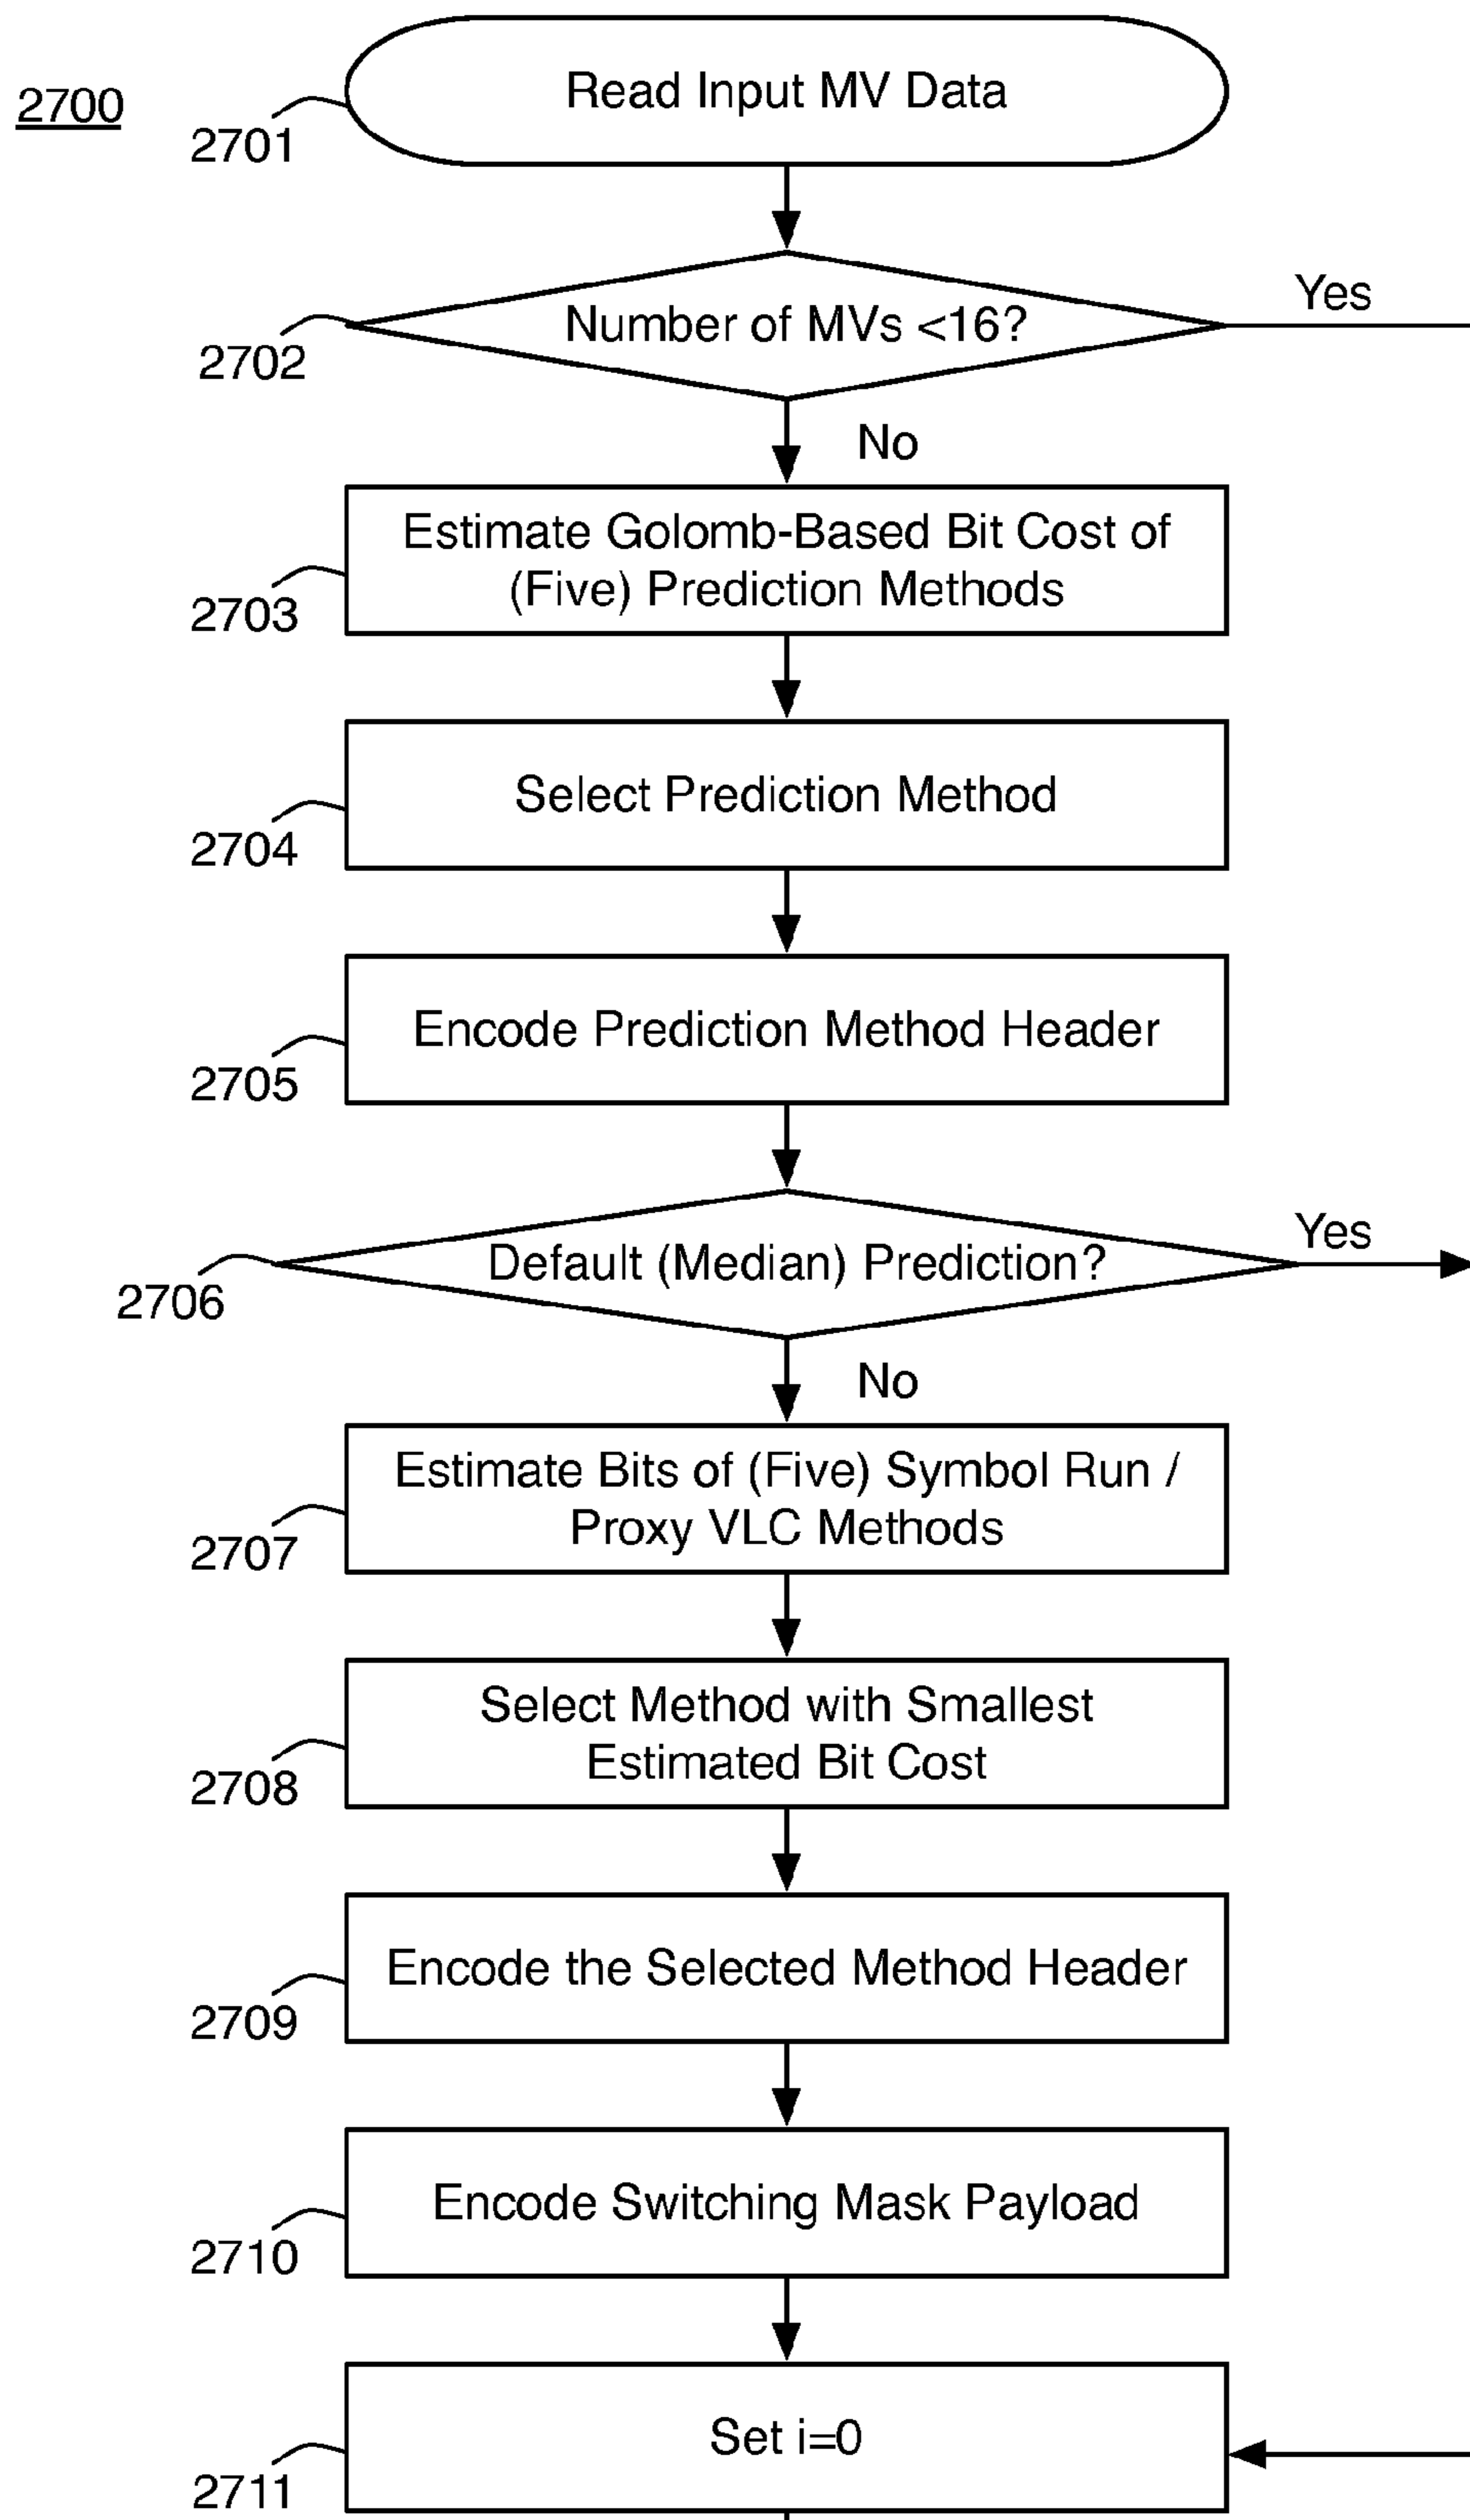 2700
Read Input MV Data
2701
Number of MVs <16?
Yes
2702
No
Estimate Golomb-Based Bit Cost of
(Five) Prediction Methods
2703
Select Prediction Method
2704
Encode Prediction Method Header
2705
Default (Median) Prediction?
Yes
2706
No
Estimate Bits of (Five) Symbol Run /
Proxy VLC Methods
2707
Select Method with Smallest
Estimated Bit Cost
2708
Encode the Selected Method Header
2709
Encode Switching Mask Payload
2710
Set i=0
2711